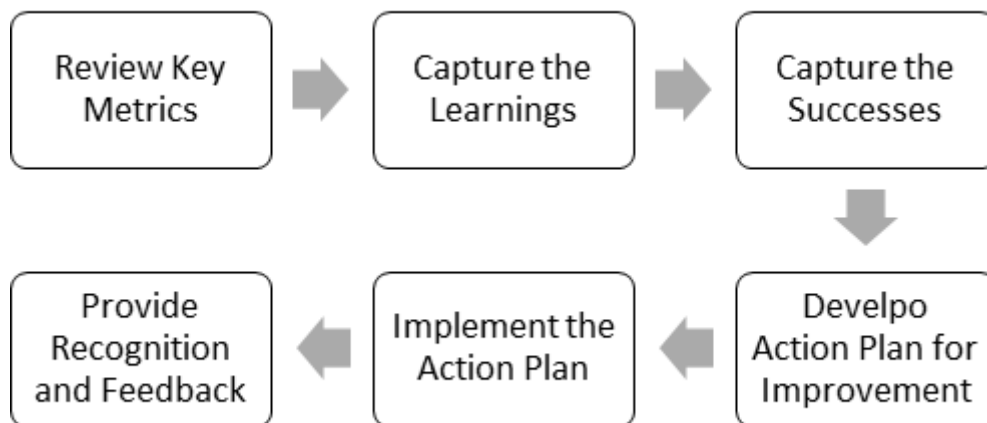 Review Key
Metrics
Capture the
Learnings
Capture the
Successes
Develpo
Action Plan for
Improvement
Implement the
Action Plan
Provide
Recognition
and Feedback